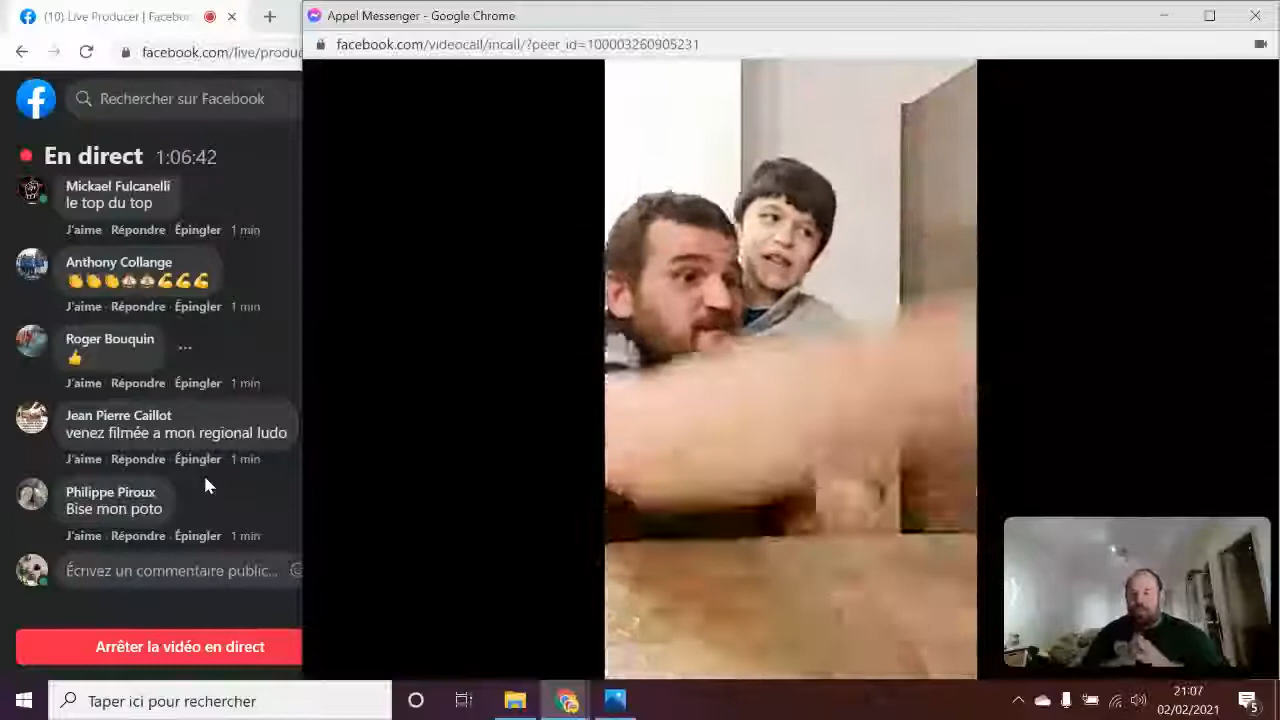 (10) Live Producer | Facebo
facebook.com/live/produ
Rechercher sur Facebook
En direct 1:06:42
Mickael Fulcanelli
le top du top
J'aime · Répondre · Épingler 1 min
Anthony Collange
👏👏👏🙈🙈💪💪💪
J'aime · Répondre · Épingler 1 min
Roger Bouquin
👍
J'aime · Répondre · Épingler 1 min
Jean Pierre Caillot
venez filmée a mon regional ludo
J'aime · Répondre · Épingler 1 min
Philippe Piroux
Bise mon poto
J'aime · Répondre · Épingler 1 min
Écrivez un commentaire public...
Arrêter la vidéo en direct
Appel Messenger - Google Chrome
facebook.com/videocall/incall/?peer_id=100003260905231
Taper ici pour rechercher
21:07
02/02/2021
5